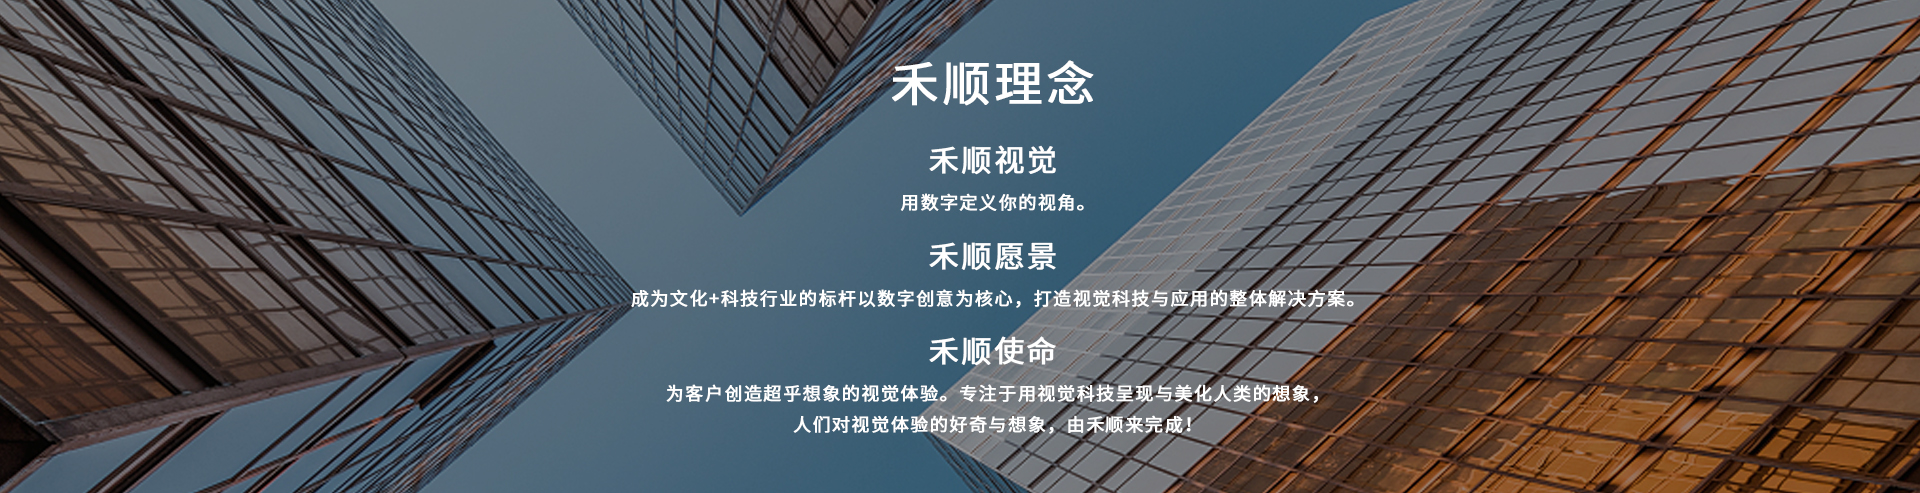 禾顺理念
禾顺视觉
用数字定义你的视角。
禾顺愿景
成为文化+科技行业的标杆以数字创意为核心，打造视觉科技与应用的整体解决方案。
禾顺使命
为客户创造超乎想象的视觉体验。专注于用视觉科技呈现与美化人类的想象，
人们对视觉体验的好奇与想象，由禾顺来完成！